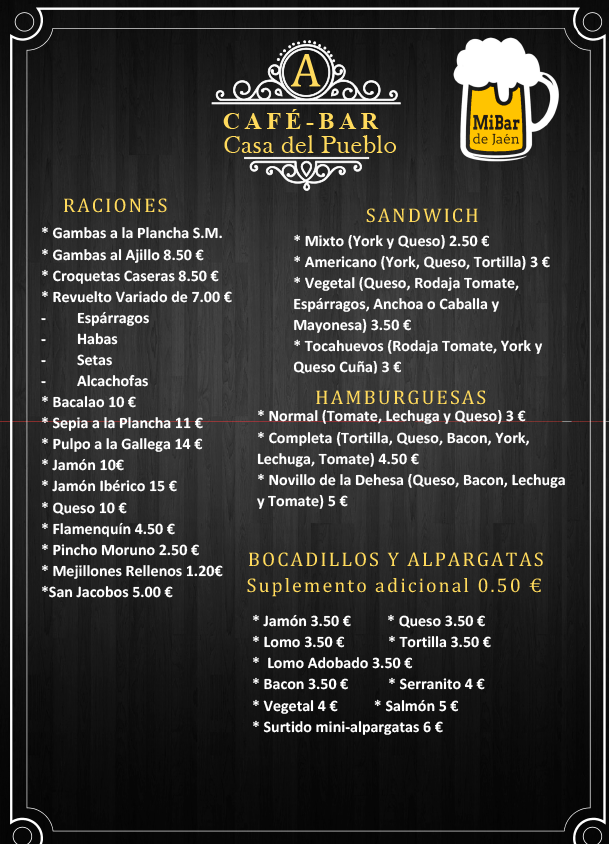 A
CAFÉ-BAR
Casa del Pueblo
MiBar
de Jaén
RACIONES
* Gambas a la Plancha S.M.
* Gambas al Ajillo 8.50 €
* Croquetas Caseras 8.50 €
* Revuelto Variado de 7.00 €
- Espárragos
- Habas
- Setas
- Alcachofas
* Bacalao 10 €
* Sepia a la Plancha 11 €
* Pulpo a la Gallega 14 €
* Jamón 10€
* Jamón Ibérico 15 €
* Queso 10 €
* Flamenquín 4.50 €
* Pincho Moruno 2.50 €
* Mejillones Rellenos 1.20€
*San Jacobos 5.00 €
SANDWICH
* Mixto (York y Queso) 2.50 €
* Americano (York, Queso, Tortilla) 3 €
* Vegetal (Queso, Rodaja Tomate,
Espárragos, Anchoa o Caballa y
Mayonesa) 3.50 €
* Tocahuevos (Rodaja Tomate, York y
Queso Cuña) 3 €
HAMBURGUESAS
* Normal (Tomate, Lechuga y Queso) 3 €
* Completa (Tortilla, Queso, Bacon, York,
Lechuga, Tomate) 4.50 €
* Novillo de la Dehesa (Queso, Bacon, Lechuga
y Tomate) 5 €
BOCADILLOS Y ALPARGATAS
Suplemento adicional 0.50 €
* Jamón 3.50 € * Queso 3.50 €
* Lomo 3.50 € * Tortilla 3.50 €
* Lomo Adobado 3.50 €
* Bacon 3.50 € * Serranito 4 €
* Vegetal 4 € * Salmón 5 €
* Surtido mini-alpargatas 6 €